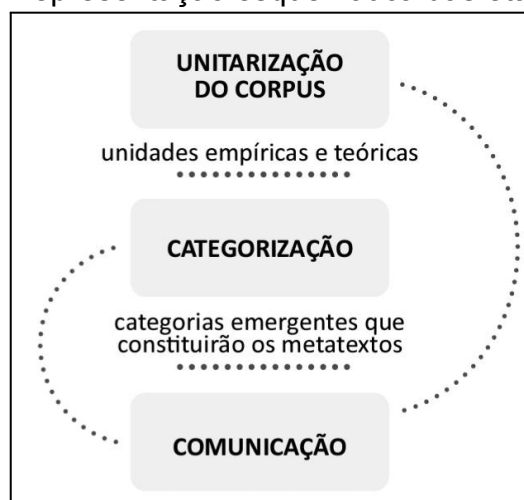 UNITARIZAÇÃO
DO CORPUS
unidades empíricas e teóricas
CATEGORIZAÇÃO
categorias emergentes que
constituirão os metatextos
COMUNICAÇÃO